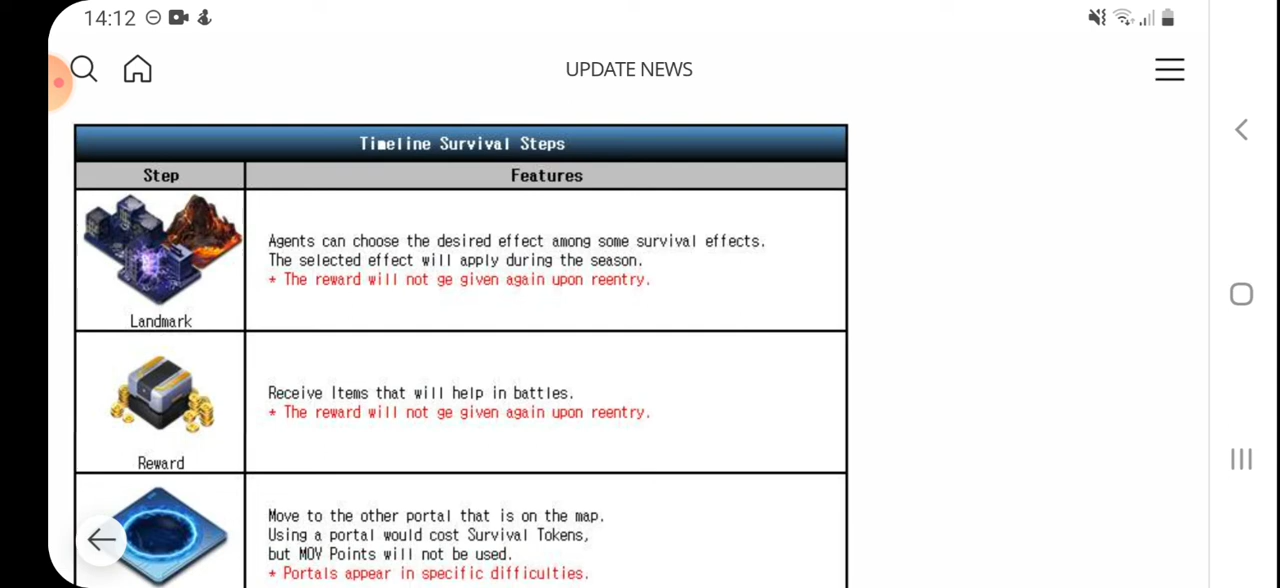 14:12
UPDATE NEWS
Timeline Survival Steps
Step
Features
Agents can choose the desired effect among some survival effects.
The selected effect will apply during the season.
* The reward will not ge given again upon reentry.
Landmark
Receive Items that will help in battles.
* The reward will not ge given again upon reentry.
Reward
Move to the other portal that is on the map.
Using a portal would cost Survival Tokens,
but MOV Points will not be used.
* Portals appear in specific difficulties.